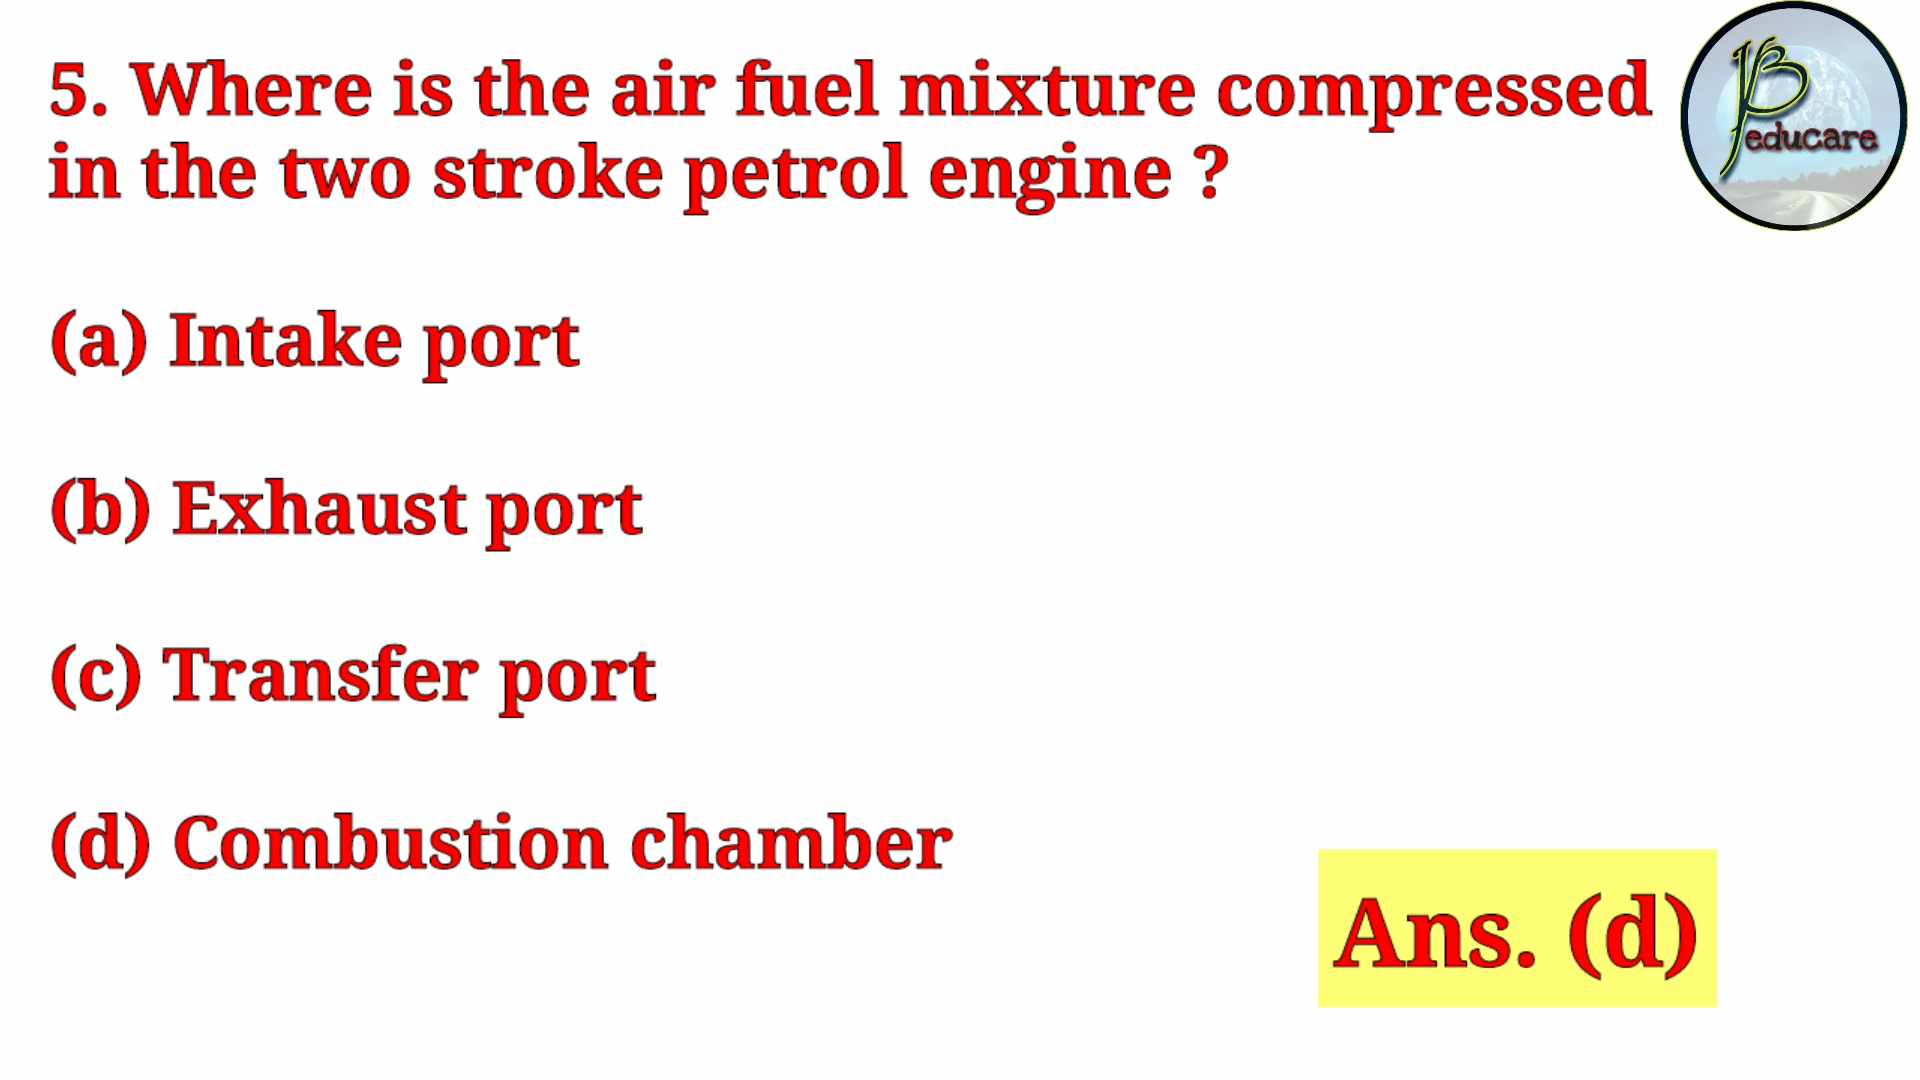 5. Where is the air fuel mixture compressed
in the two stroke petrol engine ?
(a) Intake port
(b) Exhaust port
(c) Transfer port
(d) Combustion chamber
Ans. (d)
educare